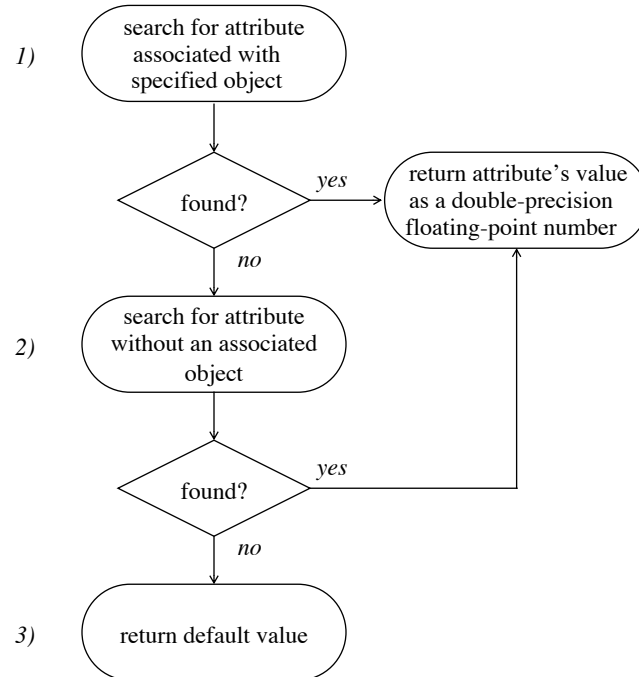 1)
search for attribute
associated with
specified object
found?
yes
return attribute's value
as a double-precision
floating-point number
no
2)
search for attribute
without an associated
object
found?
yes
no
3)
return default value